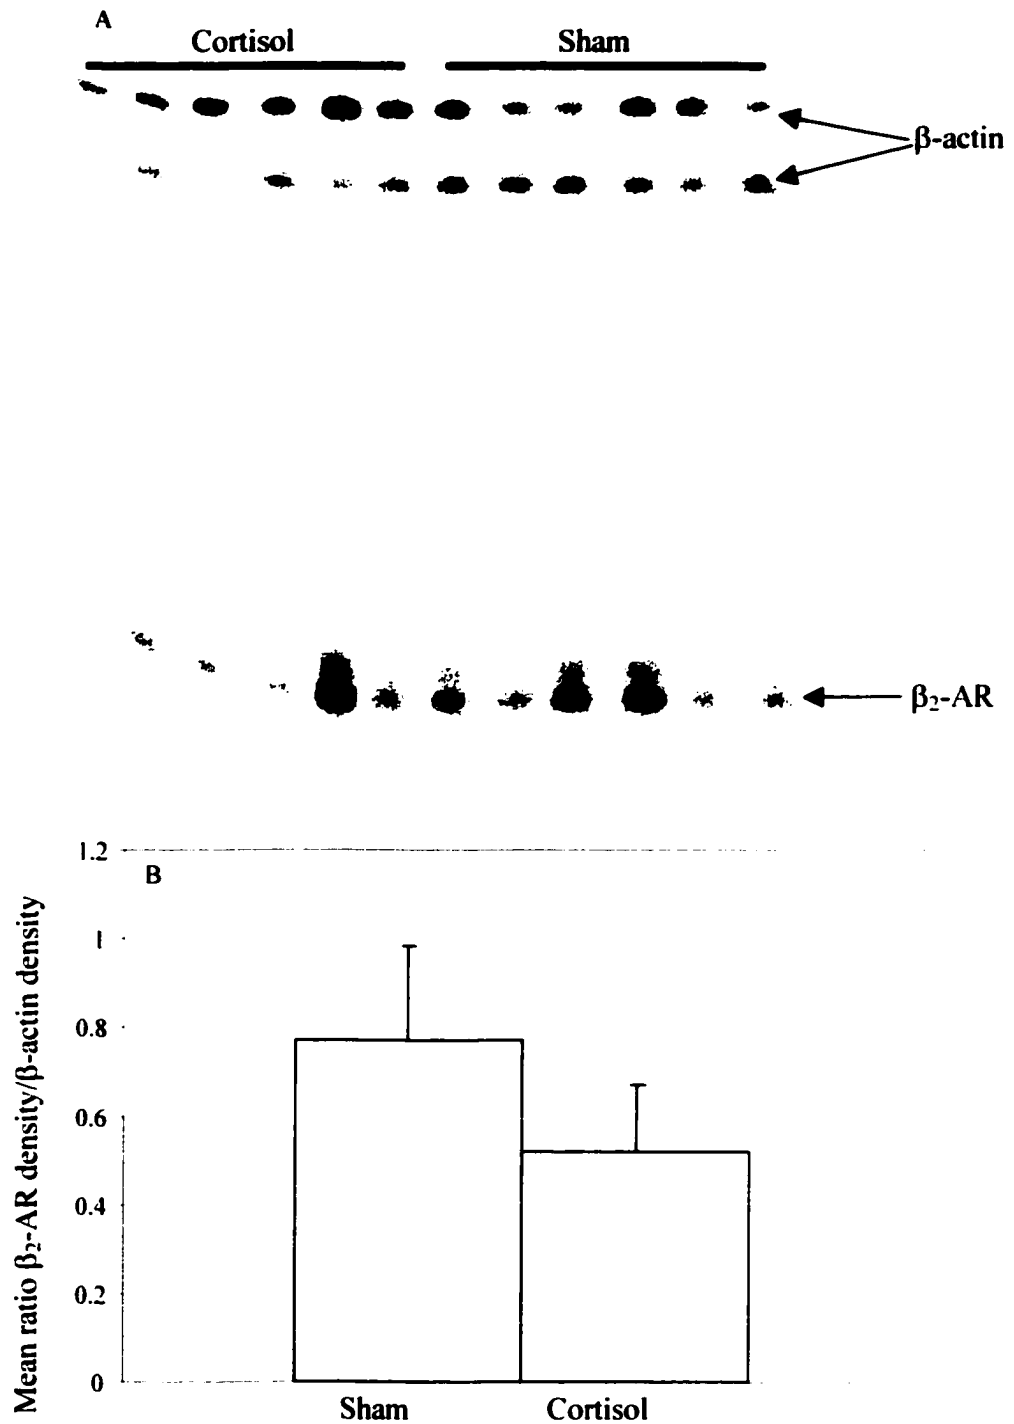 A
Cortisol Sham
β-actin
β₂-AR
1.2
B
1
0.8
0.6
0.4
0.2
0
Mean ratio β₂-AR density/β-actin density
Sham Cortisol